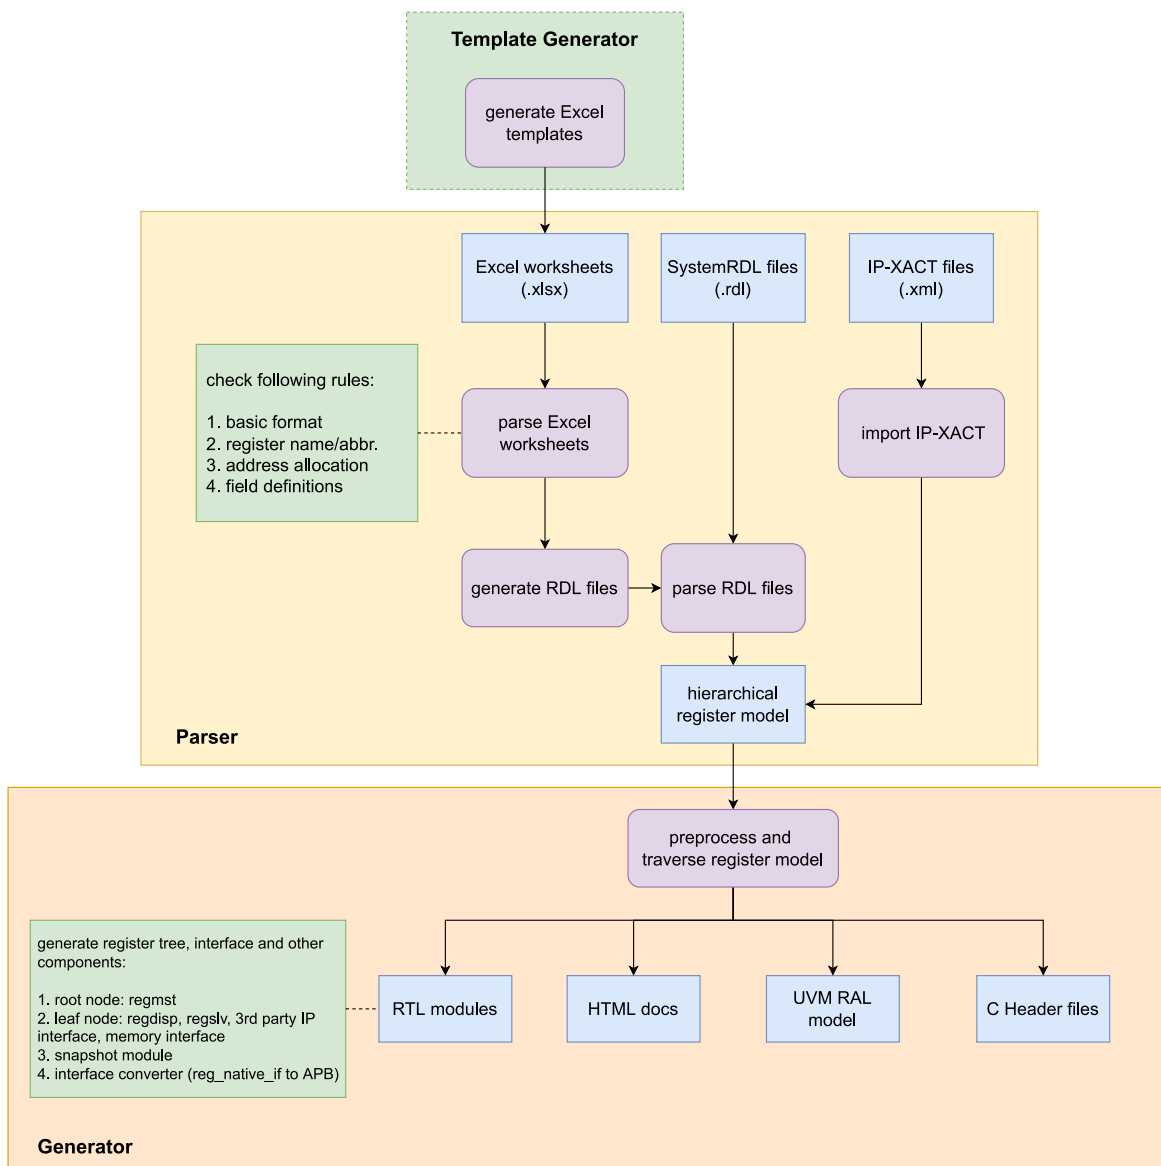 Template Generator
generate Excel
templates
Excel worksheets
(.xlsx)
SystemRDL files
(.rdl)
IP-XACT files
(.xml)
check following rules:
1. basic format
2. register name/abbr.
3. address allocation
4. field definitions
parse Excel
worksheets
import IP-XACT
generate RDL files
parse RDL files
hierarchical
register model
Parser
preprocess and
traverse register model
generate register tree, interface and other
components:
1. root node: regmst
2. leaf node: regdisp, regslv, 3rd party IP
interface, memory interface
3. snapshot module
4. interface converter (reg_native_if to APB)
RTL modules
HTML docs
UVM RAL
model
C Header files
Generator